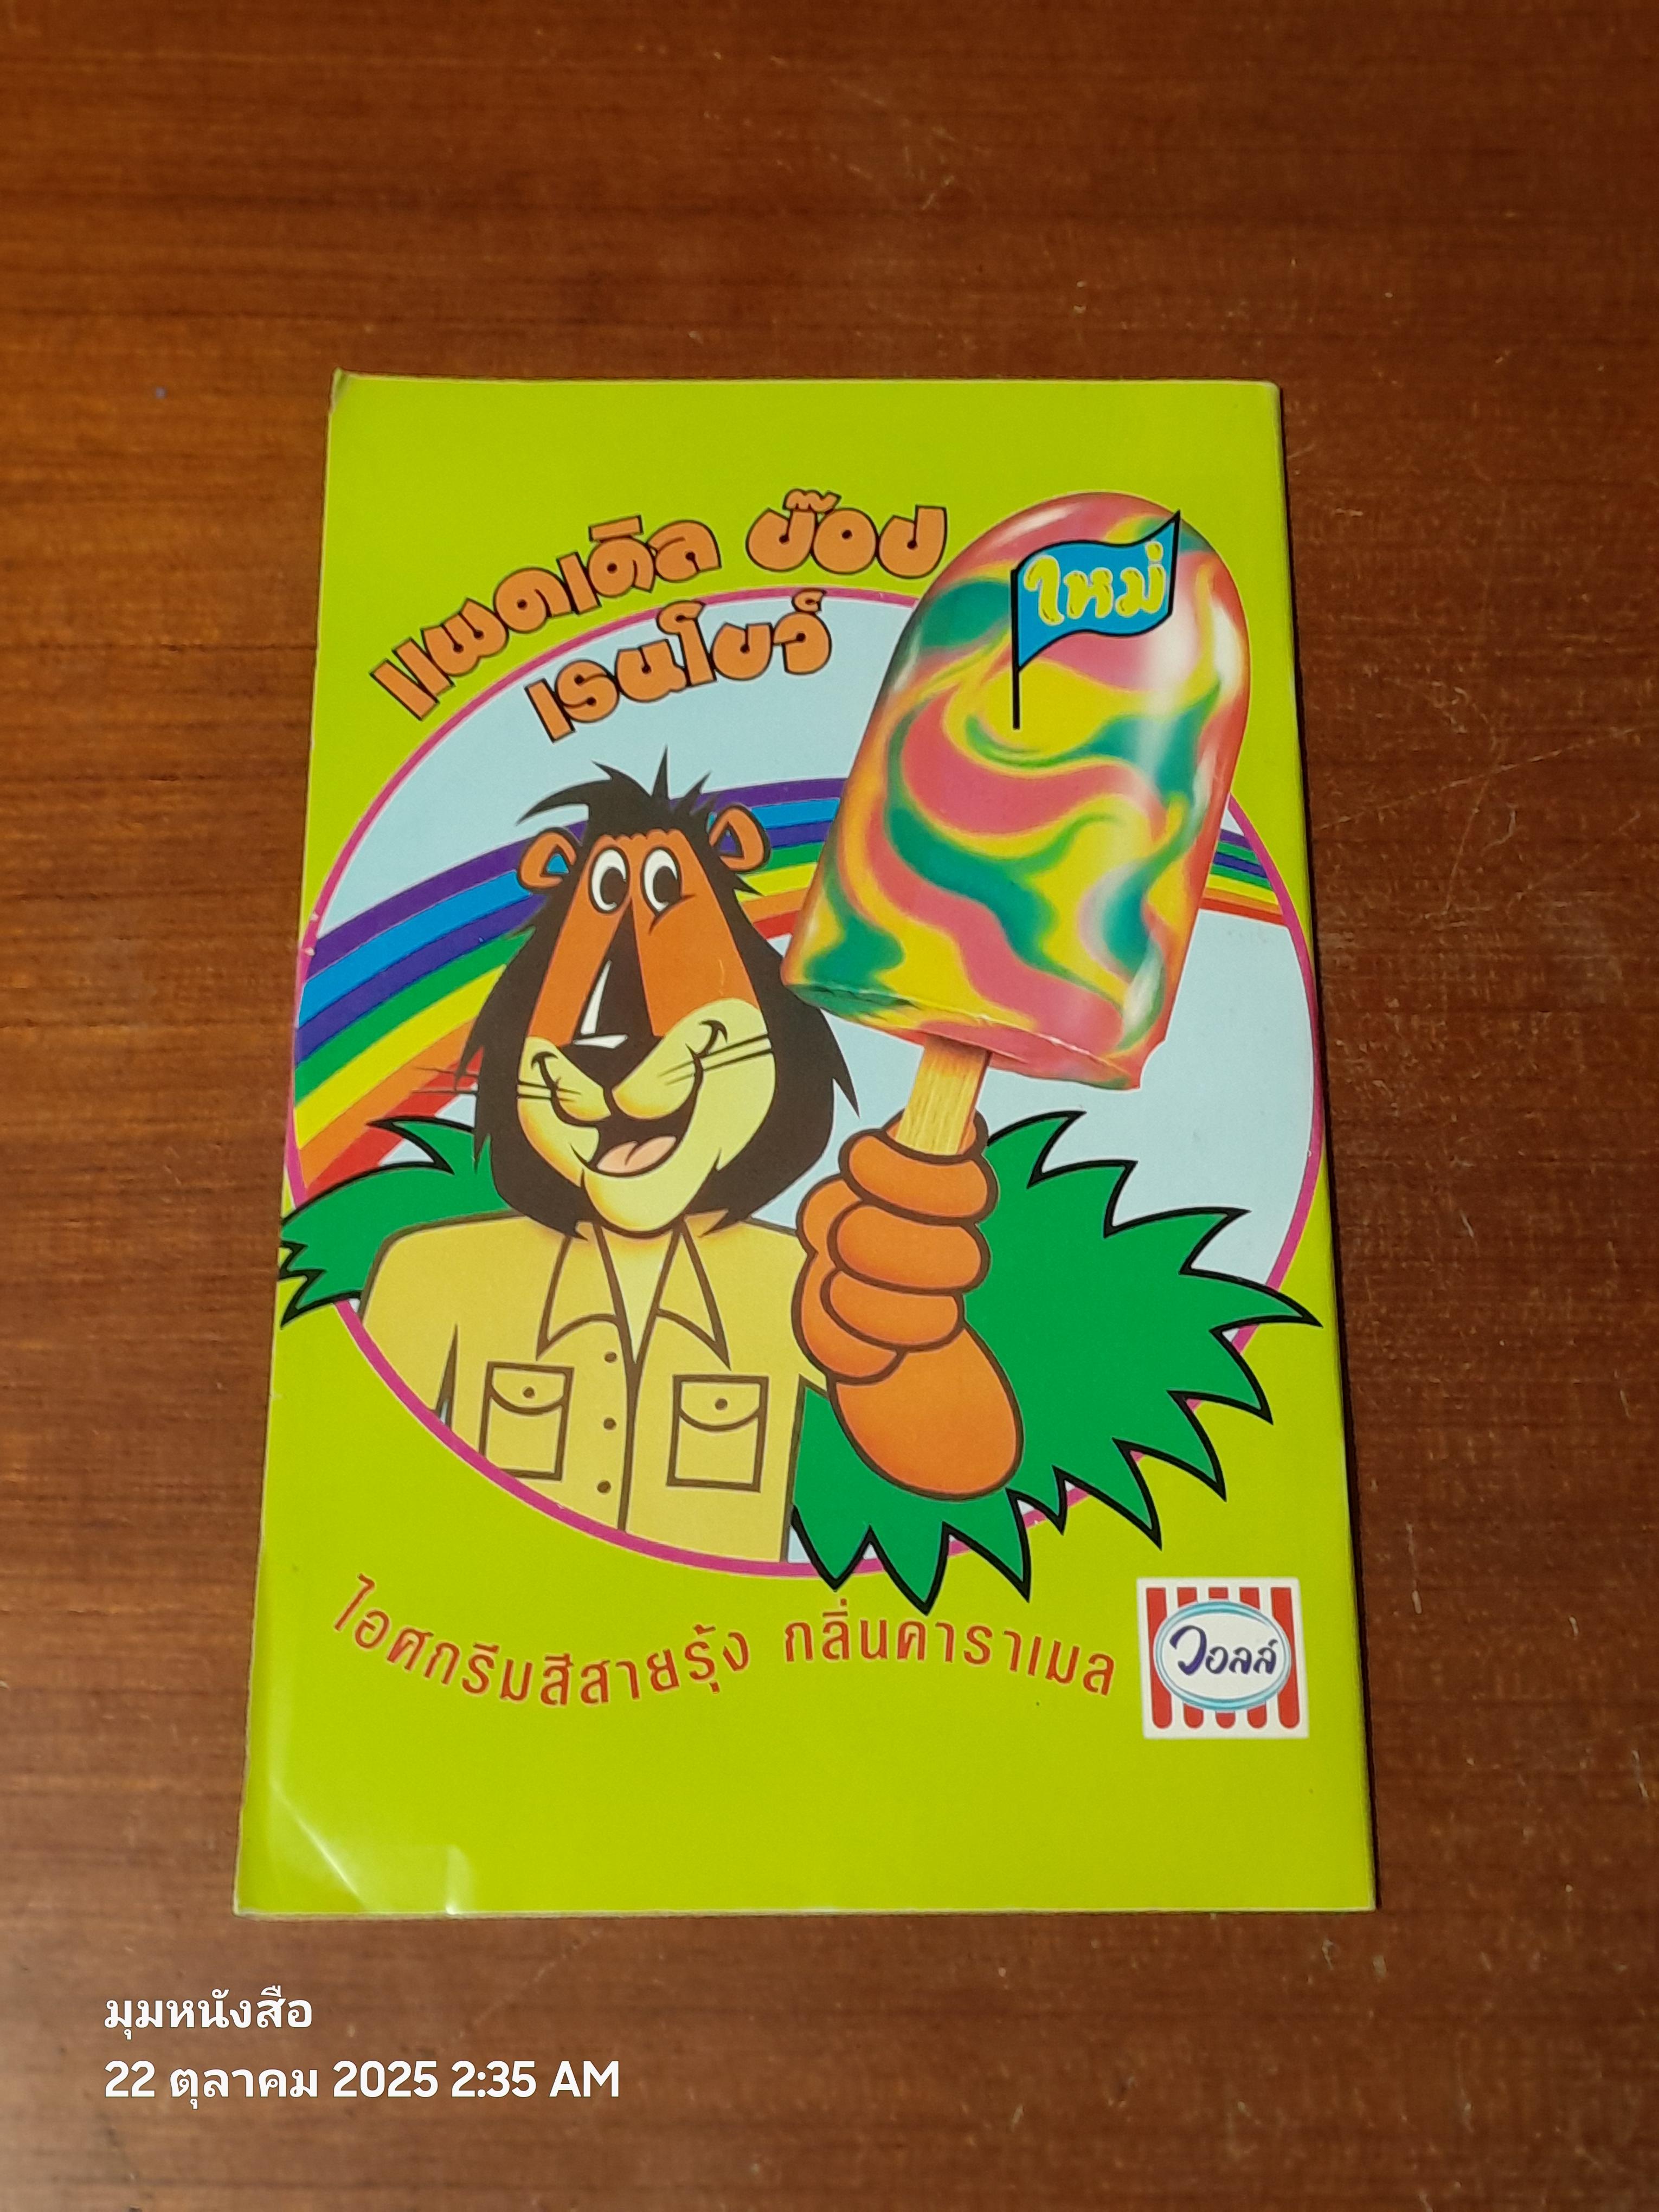 แพดเดิล ป๊อป
เรนโบว์
ใหม่
ไอศกรีมสีสายรุ้ง กลิ่นคาราเมล
วอลล์
มุมหนังสือ
22 ตุลาคม 2025 2:35 AM